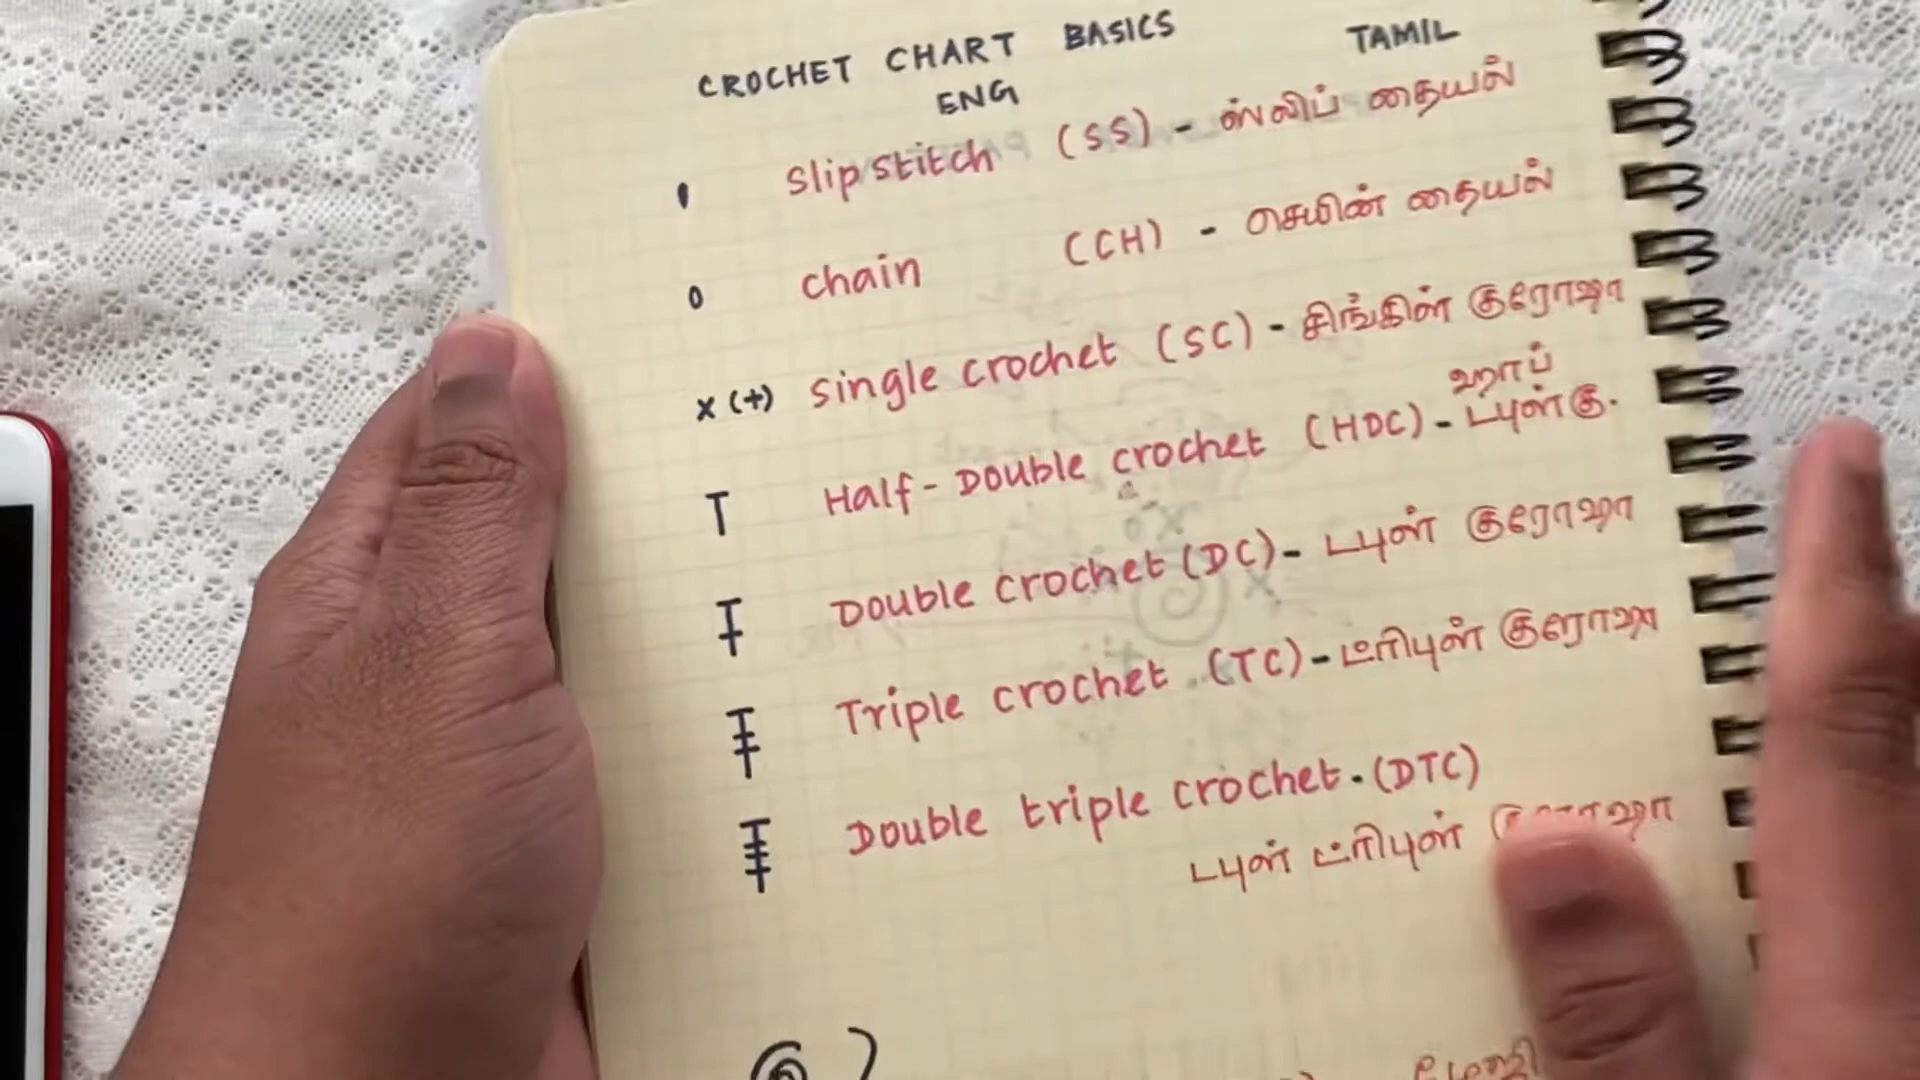 CROCHET CHART BASICS
ENG TAMIL
Slip stitch (SS) - ஸ்லிப் தையல்
o chain (CH) - செயின் தையல்
x (+) Single crochet (SC) - சிங்கிள் குரோஷா
T Half-Double crochet (HDC) - ஹாப் டபுள் கு.
Double crochet (DC) - டபுள் குரோஷா
Triple crochet (TC) - ட்ரிபுள் குரோஷா
Double triple crochet. (DTC)
டபுள் ட்ரிபுள்